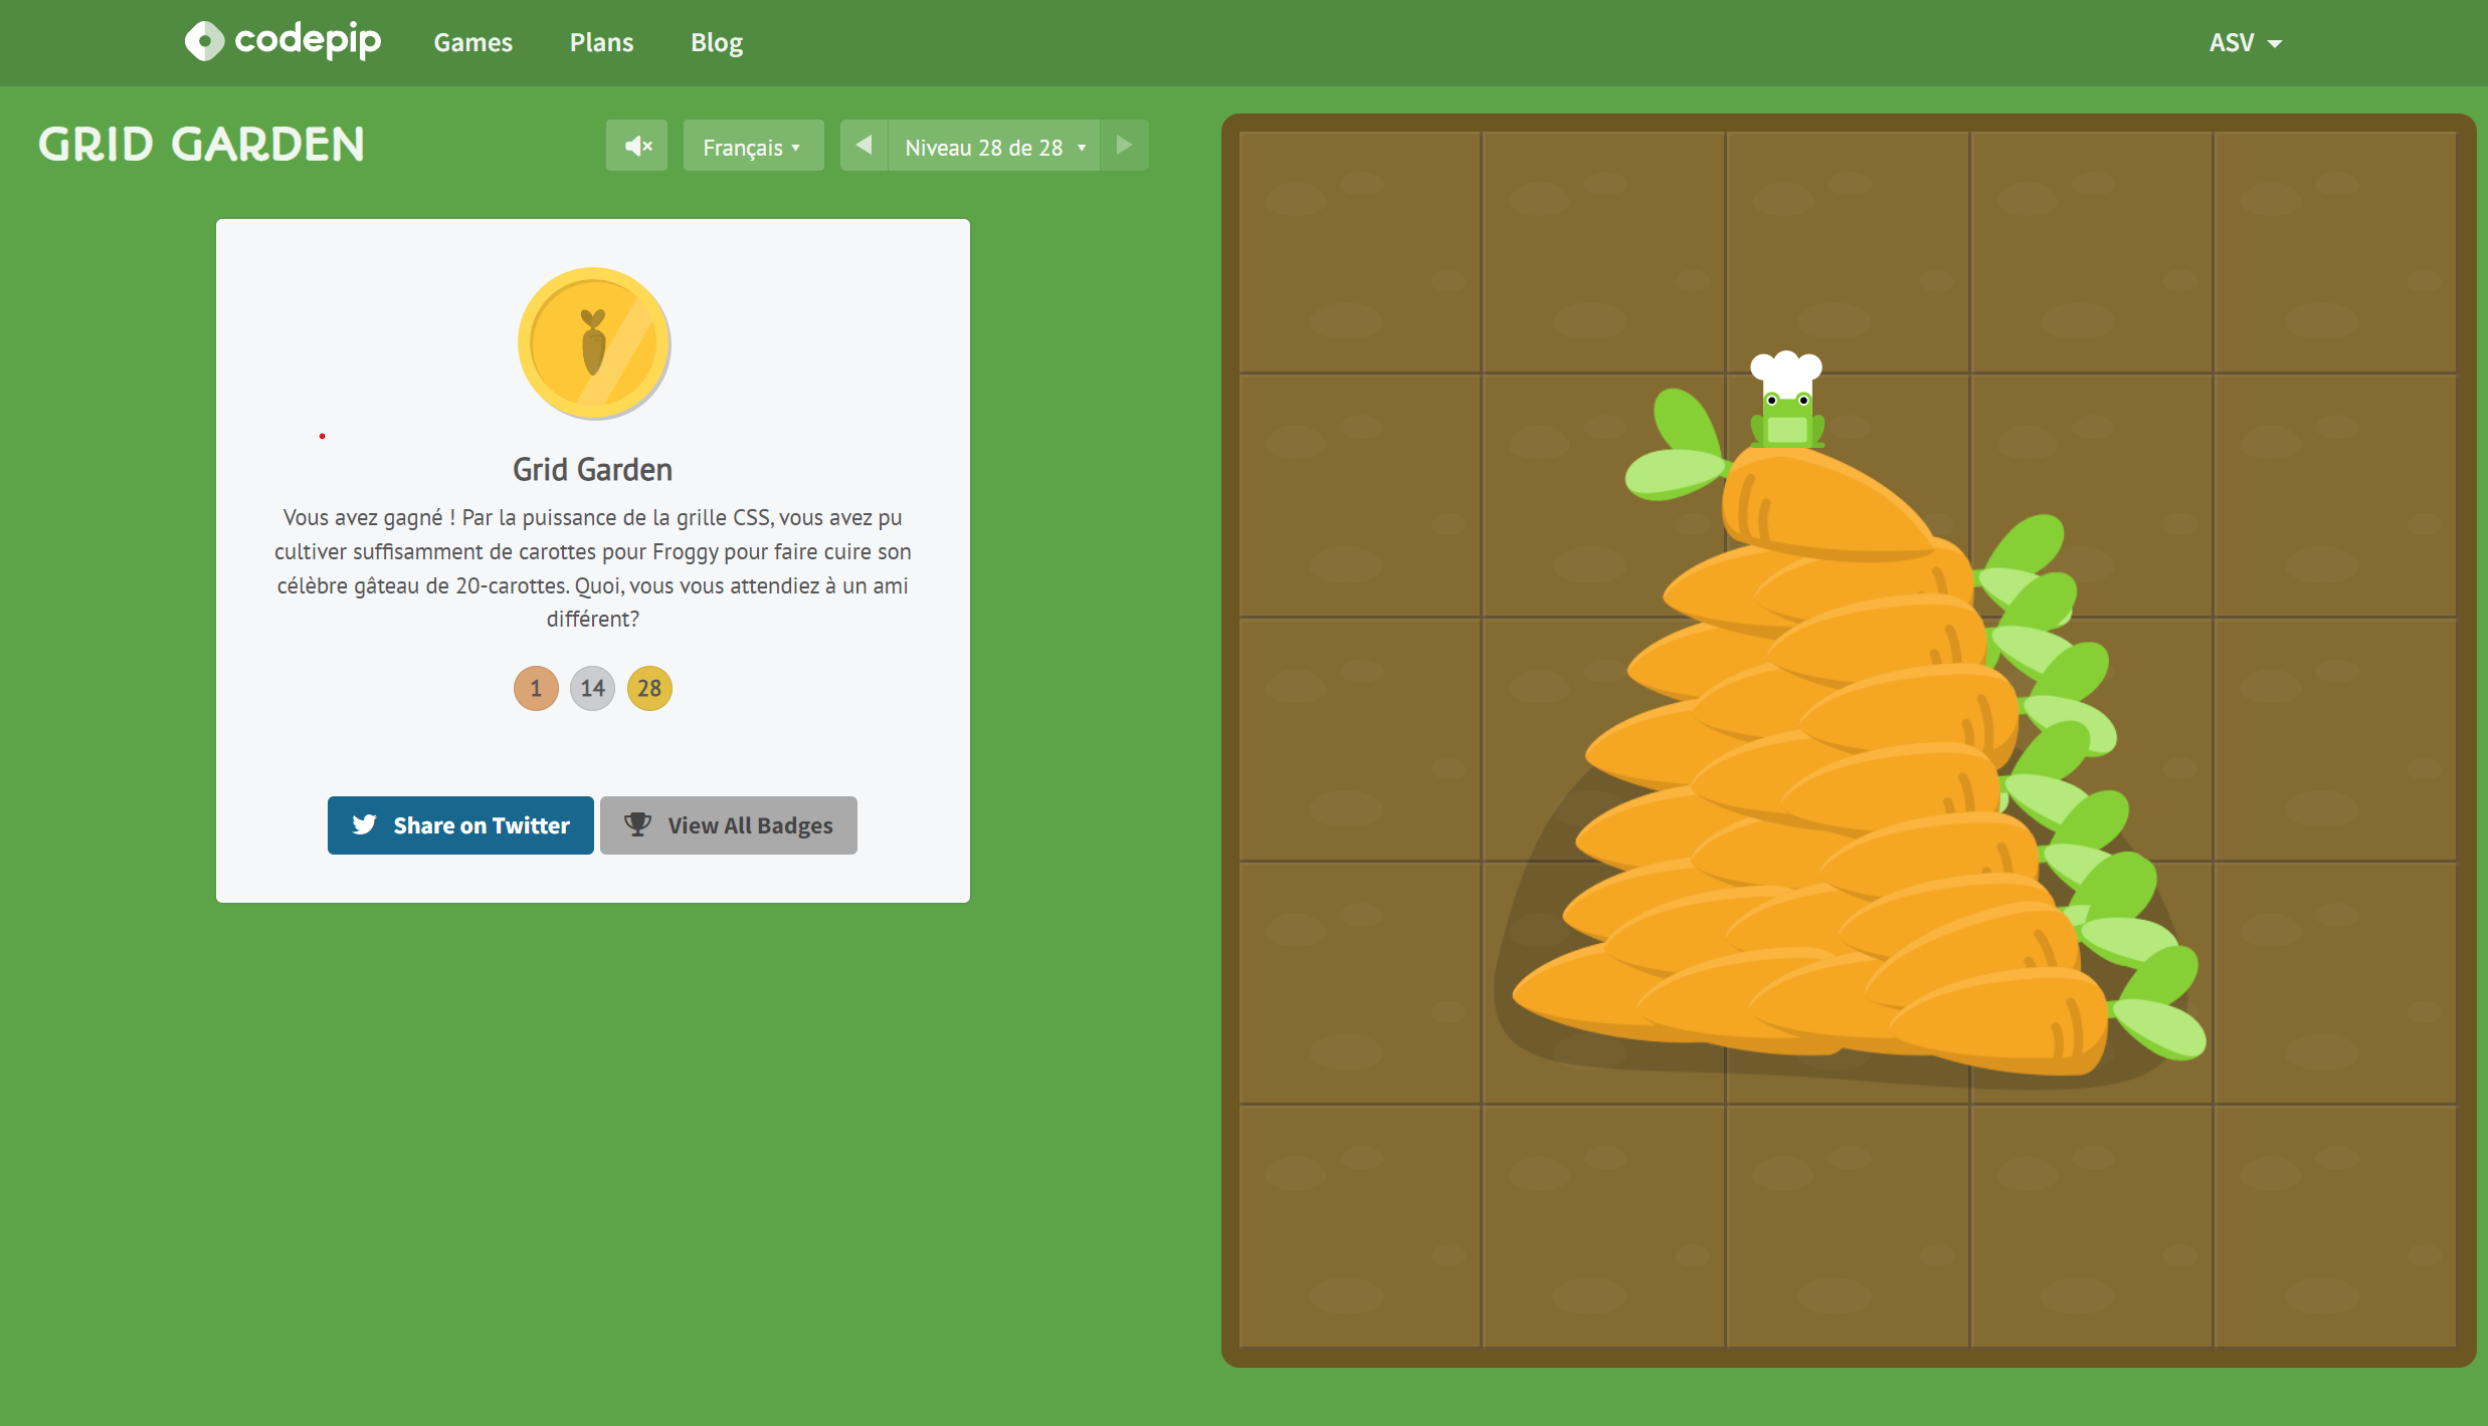 codepip Games Plans Blog ASV
GRID GARDEN Français Niveau 28 de 28
Grid Garden
Vous avez gagné ! Par la puissance de la grille CSS, vous avez pu
cultiver suffisamment de carottes pour Froggy pour faire cuire son
célèbre gâteau de 20-carottes. Quoi, vous vous attendiez à un ami
différent?
1 14 28
Share on Twitter View All Badges